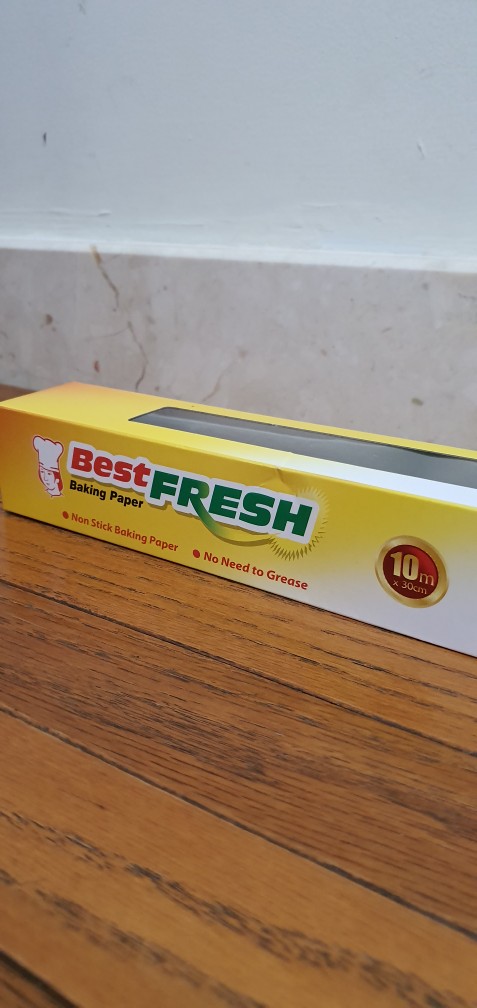 Best FRESH
Baking Paper
• Non Stick Baking Paper • No Need to Grease
10m
x 30cm